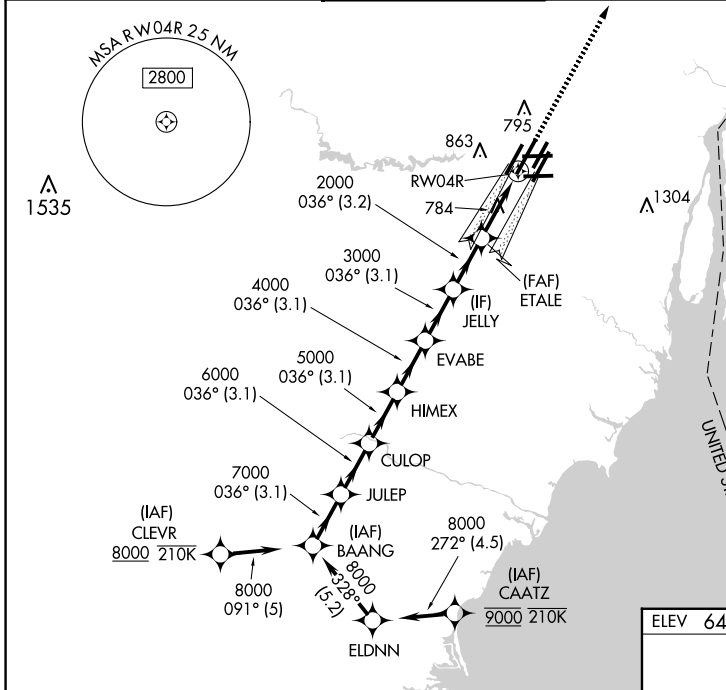 MSA RW04R 25 NM
2800
1535
863
795
RW04R
784
1304
2000
036° (3.2)
3000
036° (3.1)
4000
036° (3.1)
5000
036° (3.1)
6000
036° (3.1)
7000
036° (3.1)
(FAF)
ETALE
(IF)
JELLY
EVABE
HIMEX
CULOP
JULEP
(IAF)
BAANG
(IAF)
CLEVR
8000 210K
8000
091° (5)
8000
328°
(5.2)
ELDNN
8000
272° (4.5)
(IAF)
CAATZ
9000 210K
UNITED
ELEV 64